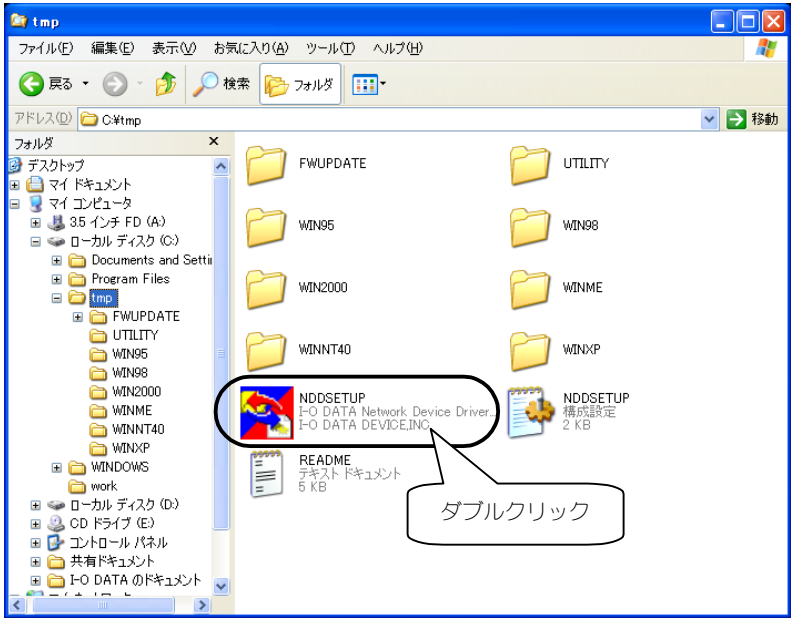 tmp
ファイル(F) 編集(E) 表示(V) お気に入り(A) ツール(T) ヘルプ(H)
戻る 検索 フォルダ
アドレス(D) C:¥tmp 移動
フォルダ ×
デスクトップ
マイ ドキュメント
マイ コンピュータ
3.5 インチ FD (A:)
ローカル ディスク (C:)
Documents and Setti
Program Files
tmp
FWUPDATE
UTILITY
WIN95
WIN98
WIN2000
WINME
WINNT40
WINXP
WINDOWS
work
ローカル ディスク (D:)
CD ドライブ (E:)
コントロール パネル
共有ドキュメント
I-O DATA のドキュメント
FWUPDATE
UTILITY
WIN95
WIN98
WIN2000
WINME
WINNT40
WINXP
NDDSETUP
I-O DATA Network Device Driver...
I-O DATA DEVICE,INC.
NDDSETUP
構成設定
2 KB
README
テキスト ドキュメント
5 KB
ダブルクリック